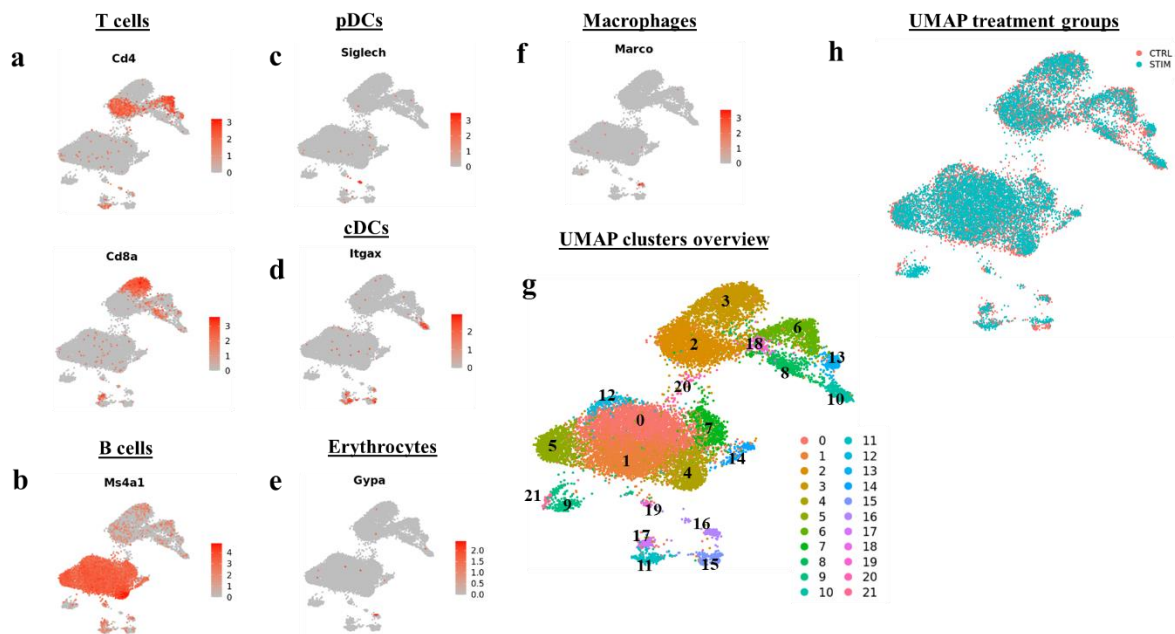 T cells
a
Cd4
3
2
1
0
Cd8a
3
2
1
0
B cells
b
Ms4a1
4
3
2
1
0
pDCs
c
Siglech
3
2
1
0
cDCs
d
Itgax
2
1
0
Erythrocytes
e
Gypa
2.0
1.5
1.0
0.5
0.0
Macrophages
f
Marco
3
2
1
0
UMAP clusters overview
g
3
2
6
18
13
8
10
20
12
0
7
5
1
4
14
21
9
19
16
17
11
15
0 11
1 12
2 13
3 14
4 15
5 16
6 17
7 18
8 19
9 20
10 21
UMAP treatment groups
h
CTRL
STIM